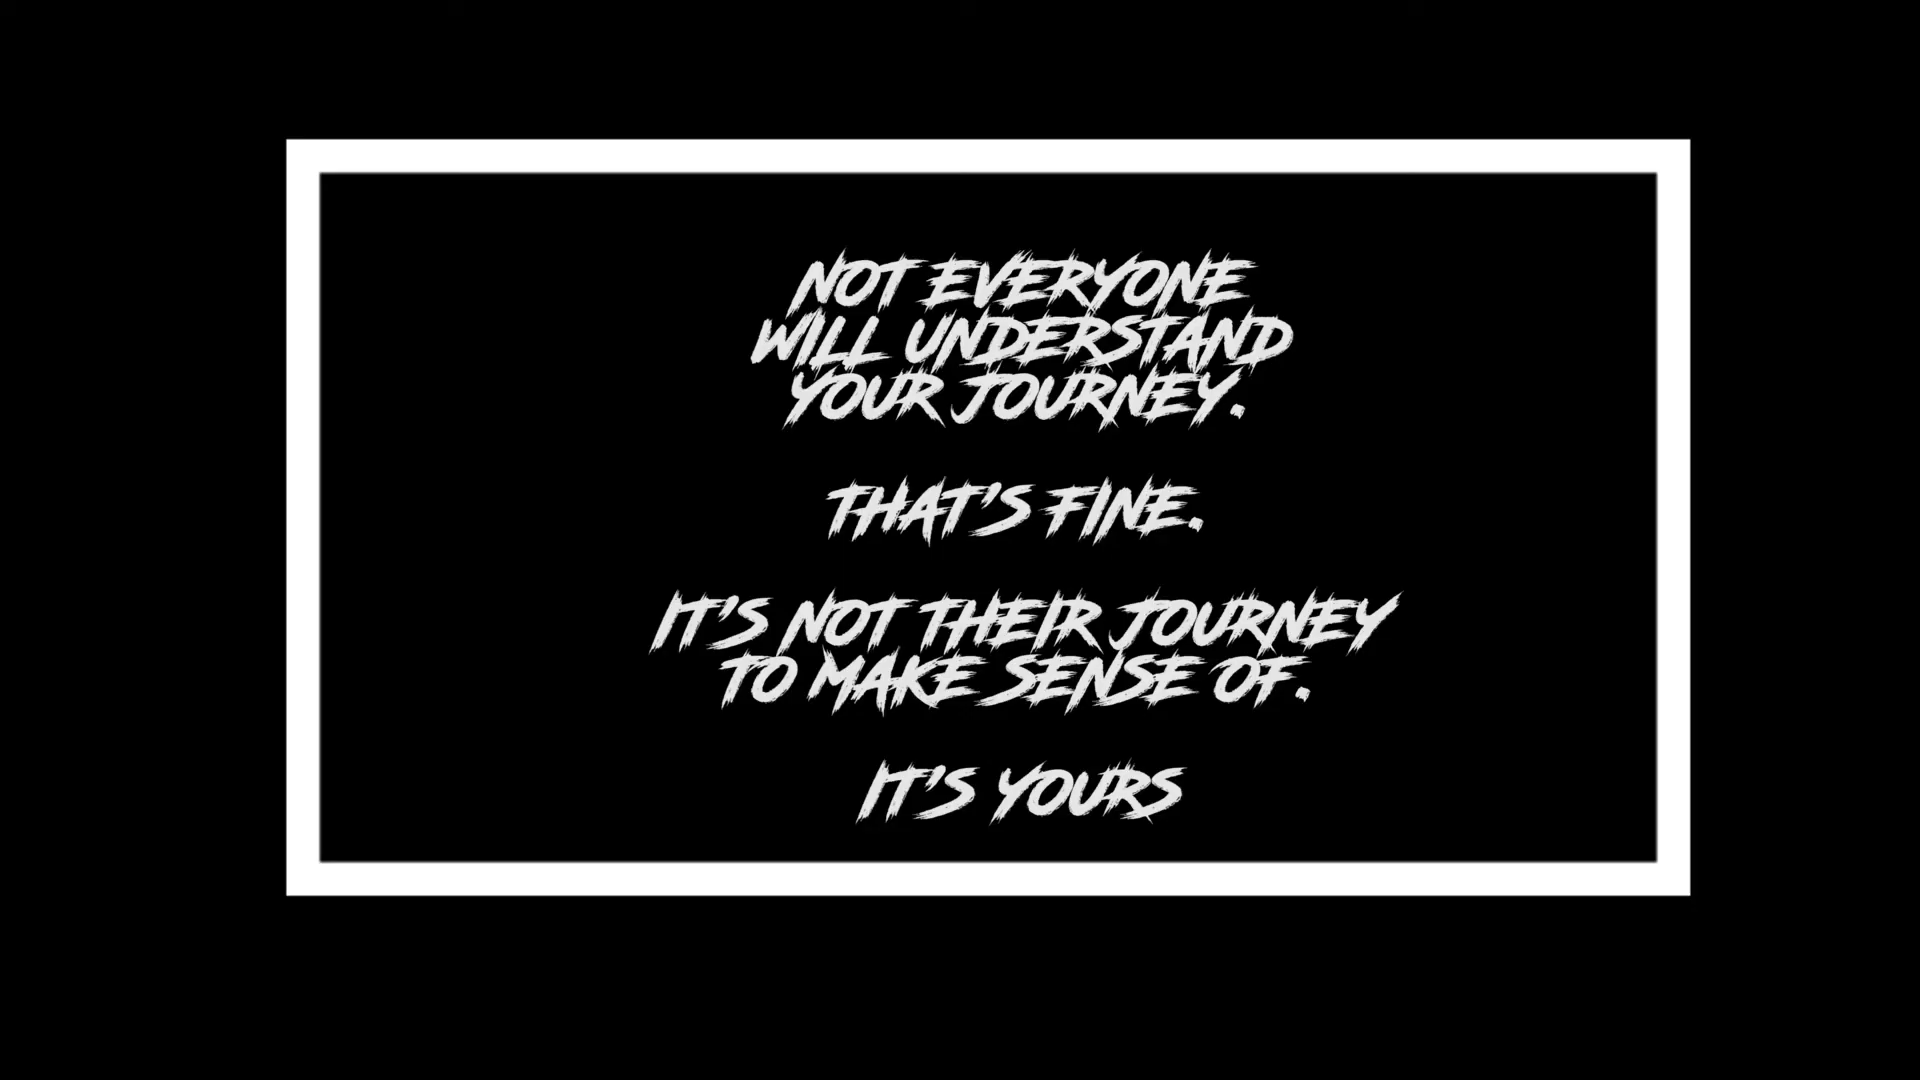 NOT EVERYONE
WILL UNDERSTAND
YOUR JOURNEY.
THAT'S FINE.
IT'S NOT THEIR JOURNEY
TO MAKE SENSE OF.
IT'S YOURS